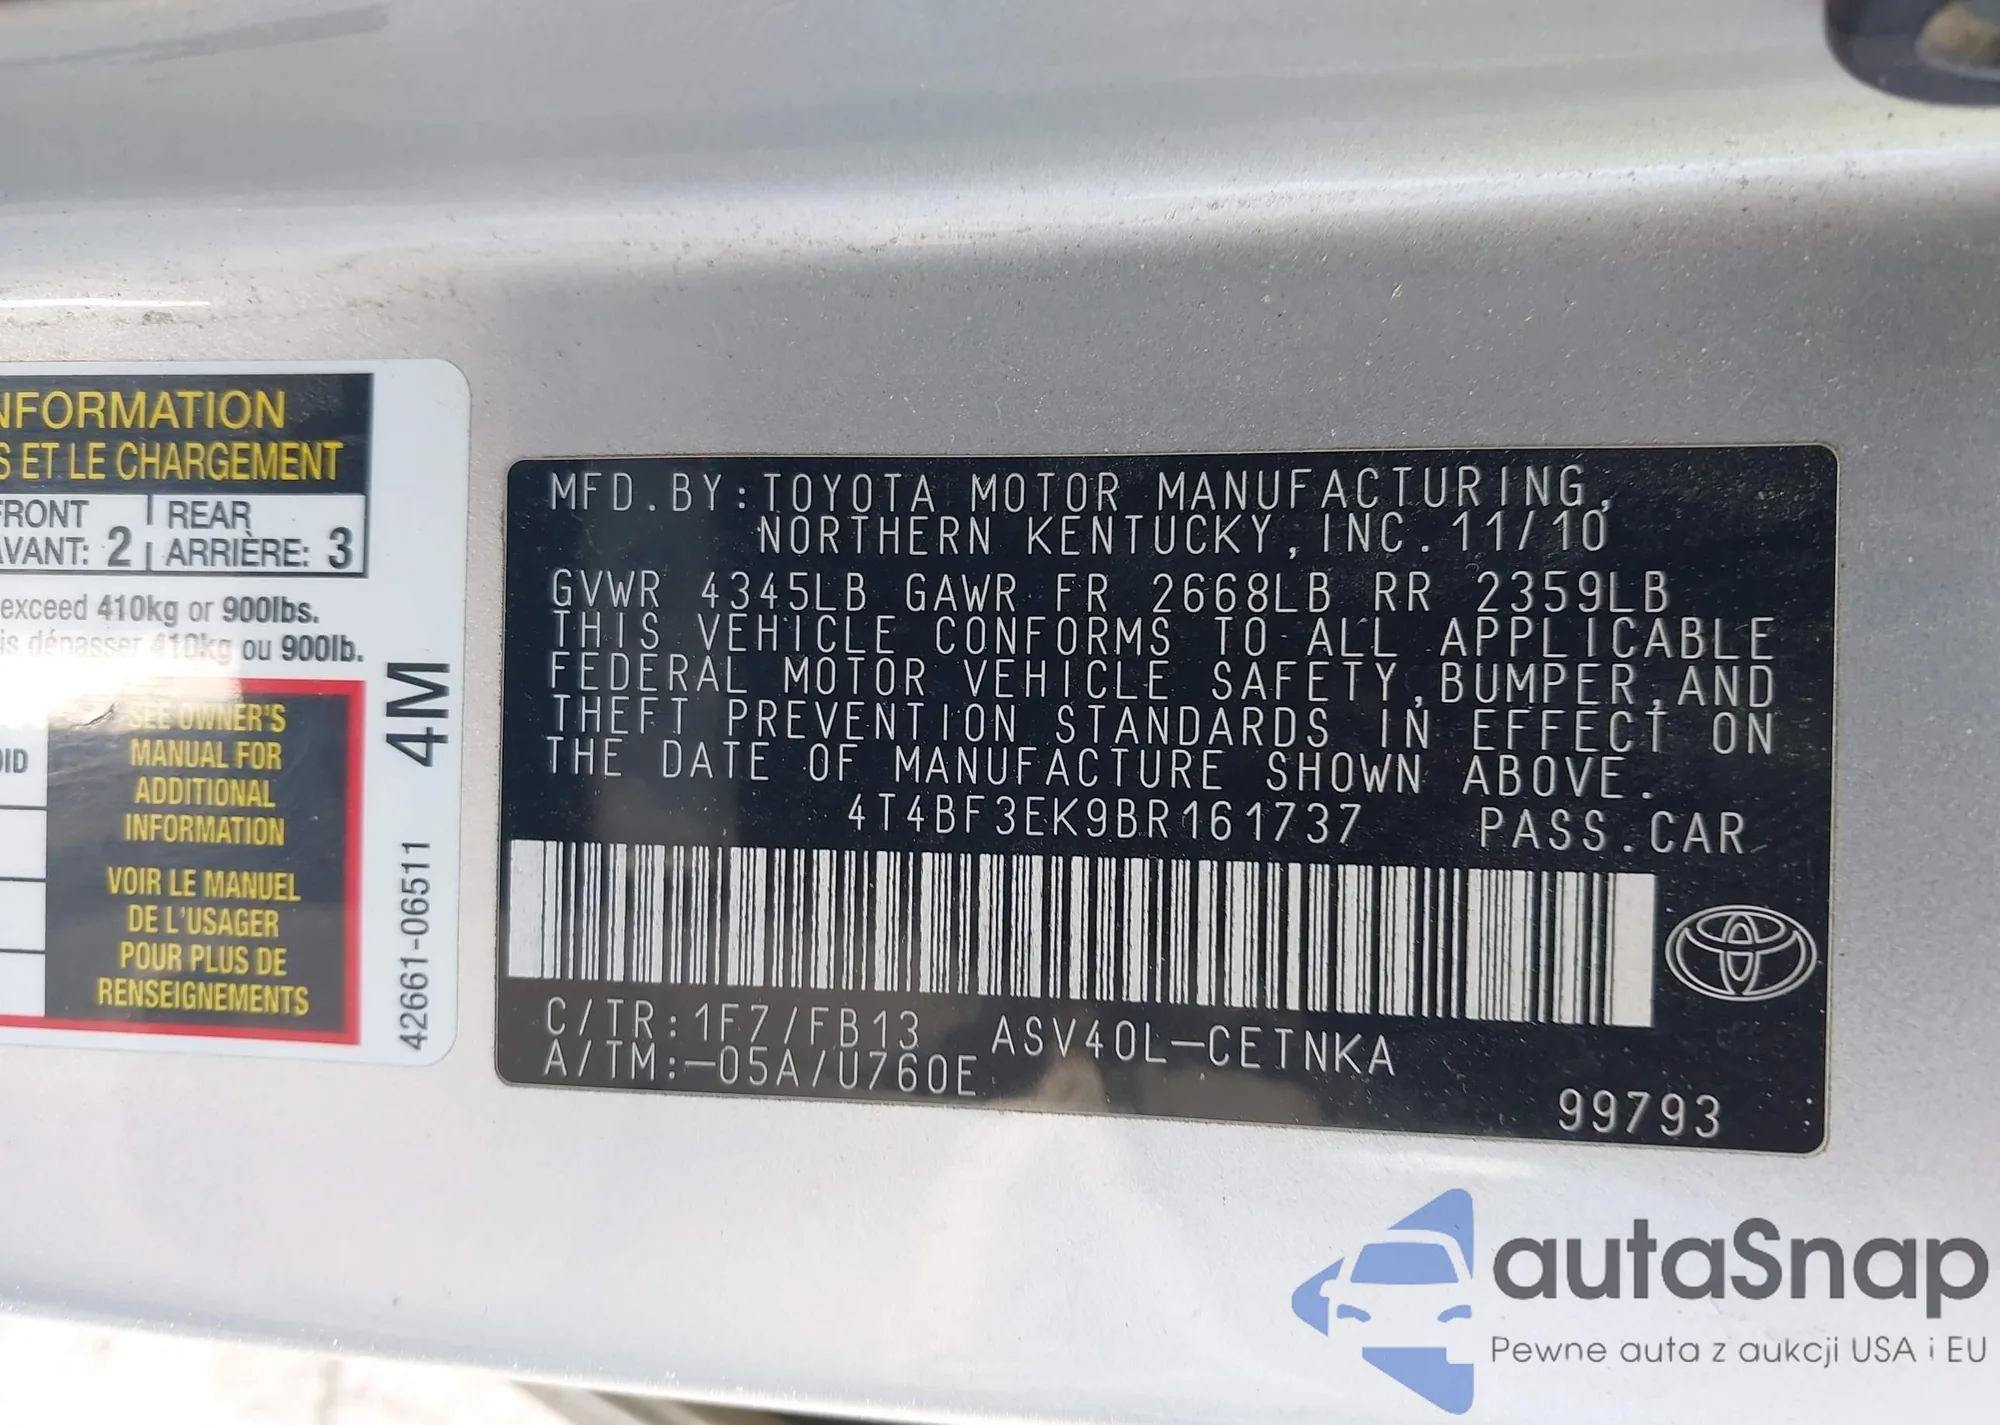 NFORMATION
S ET LE CHARGEMENT
FRONT REAR
AVANT: 2 ARRIÈRE: 3
exceed 410kg or 900lbs.
is dépasser 410kg ou 900lb.
OID
SEE OWNER'S
MANUAL FOR
ADDITIONAL
INFORMATION
VOIR LE MANUEL
DE L'USAGER
POUR PLUS DE
RENSEIGNEMENTS
4M
42661-06511
MFD. BY: TOYOTA MOTOR MANUFACTURING,
NORTHERN KENTUCKY, INC. 11/10
GVWR 4345LB GAWR FR 2668LB RR 2359LB
THIS VEHICLE CONFORMS TO ALL APPLICABLE
FEDERAL MOTOR VEHICLE SAFETY, BUMPER, AND
THEFT PREVENTION STANDARDS IN EFFECT ON
THE DATE OF MANUFACTURE SHOWN ABOVE.
4T4BF3EK9BR161737 PASS. CAR
C/TR: 1F7/FB13 ASV40L-CETNKA
A/TM: -05A/U760E
99793
autaSnap
Pewne auta z aukcji USA i EU